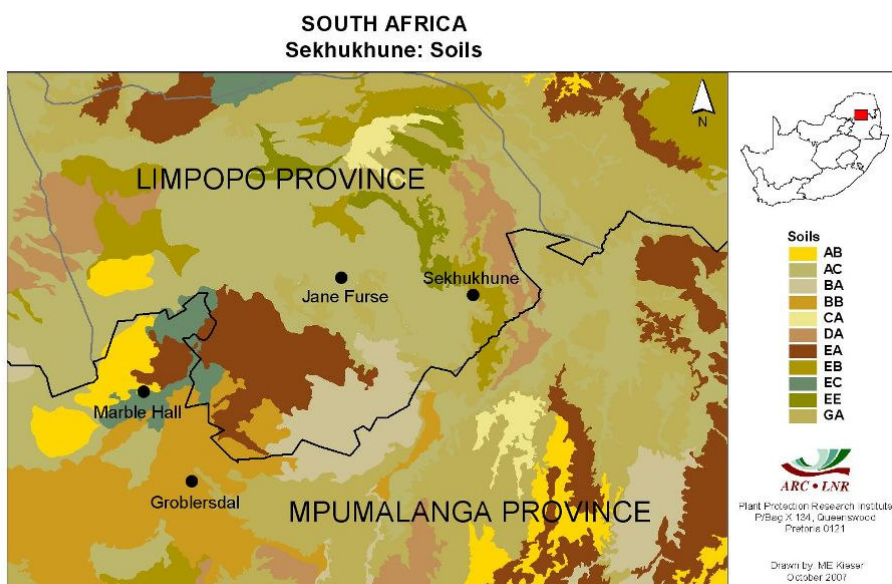 SOUTH AFRICA
Sekhukhune: Soils
N
LIMPOPO PROVINCE
Sekhukhune
Jane Furse
Marble Hall
Groblersdal
MPUMALANGA PROVINCE
Soils
AB
AC
BA
BB
CA
DA
EA
EB
EC
EE
GA
ARC • LNR
Plant Protection Research Institute
P/Bag X 134, Queenswood
Pretoria 0121
Drawn by: ME Kieser
October 2007